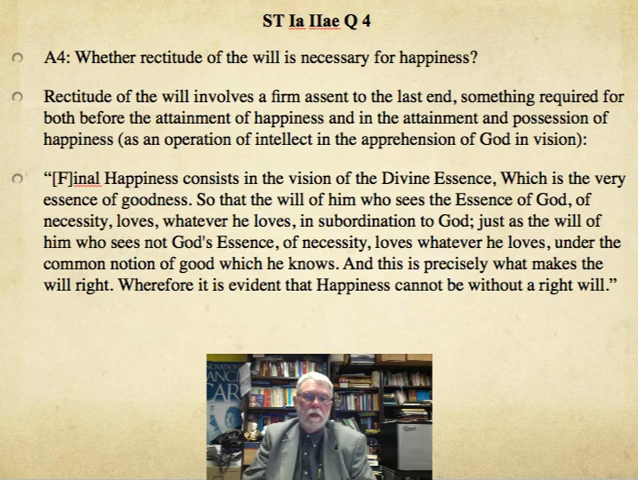 ST Ia IIae Q 4
A4: Whether rectitude of the will is necessary for happiness?
Rectitude of the will involves a firm assent to the last end, something required for
both before the attainment of happiness and in the attainment and possession of
happiness (as an operation of intellect in the apprehension of God in vision):
“[F]inal Happiness consists in the vision of the Divine Essence, Which is the very
essence of goodness. So that the will of him who sees the Essence of God, of
necessity, loves, whatever he loves, in subordination to God; just as the will of
him who sees not God's Essence, of necessity, loves whatever he loves, under the
common notion of good which he knows. And this is precisely what makes the
will right. Wherefore it is evident that Happiness cannot be without a right will.”